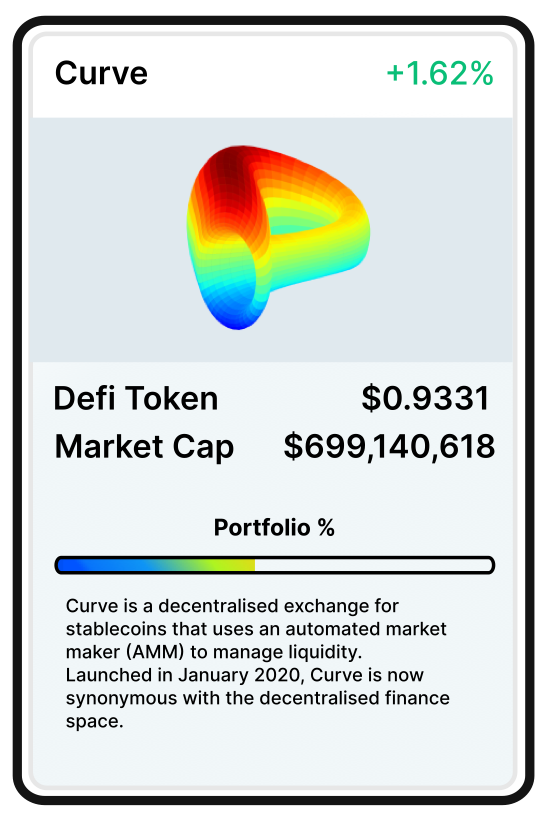 Curve +1.62%
Defi Token $0.9331
Market Cap $699,140,618
Portfolio %
Curve is a decentralised exchange for
stablecoins that uses an automated market
maker (AMM) to manage liquidity.
Launched in January 2020, Curve is now
synonymous with the decentralised finance
space.